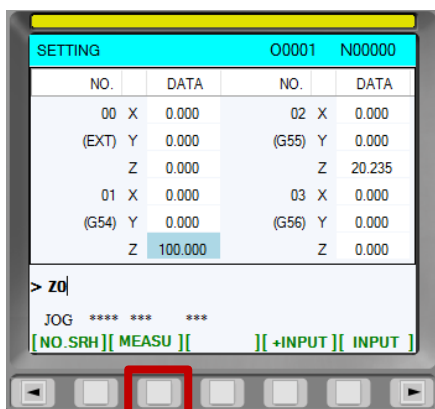 SETTING O0001 N00000
NO. DATA NO. DATA
00 X 0.000 02 X 0.000
(EXT) Y 0.000 (G55) Y 0.000
Z 0.000 Z 20.235
01 X 0.000 03 X 0.000
(G54) Y 0.000 (G56) Y 0.000
Z 100.000 Z 0.000
> Z0
JOG **** *** ***
[NO.SRH][ MEASU ][ ][ +INPUT ][ INPUT ]